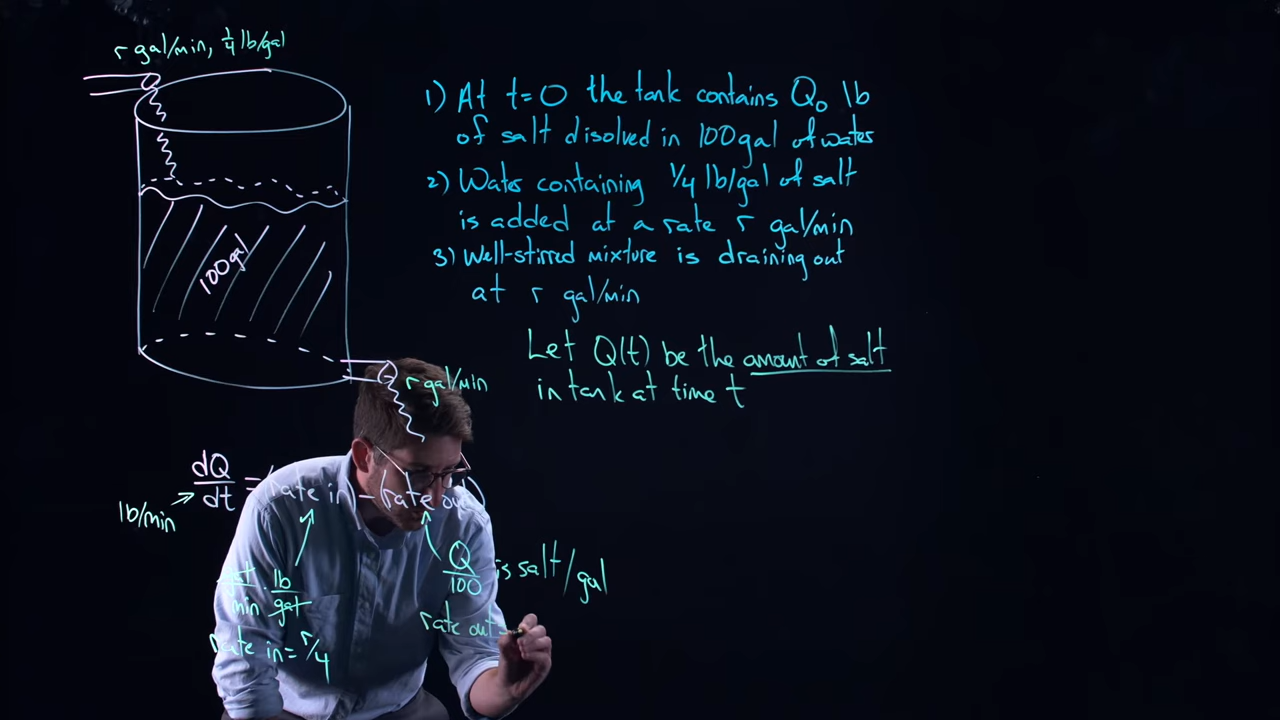 r gal/min, 1/4 lb/gal
100gal
r gal/min
1) At t=0 the tank contains Q₀ lb
of salt disolved in 100gal of water
2) Water containing 1/4 lb/gal of salt
is added at a rate r gal/min
3) Well-stirred mixture is draining out
at r gal/min
Let Q(t) be the amount of salt
in tank at time t
dQ/dt = (rate in) - (rate out)
lb/min
gal/min · lb/gal
rate in = r/4
Q/100 is salt/gal
rate out =